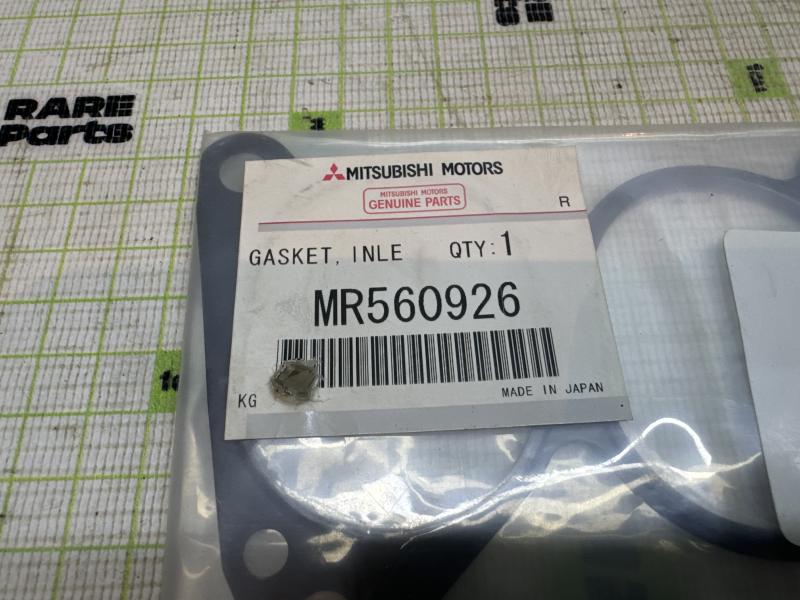 RARE
Parts
MITSUBISHI MOTORS
MITSUBISHI MOTORS
GENUINE PARTS
R
GASKET, INLE QTY: 1
MR560926
KG
MADE IN JAPAN